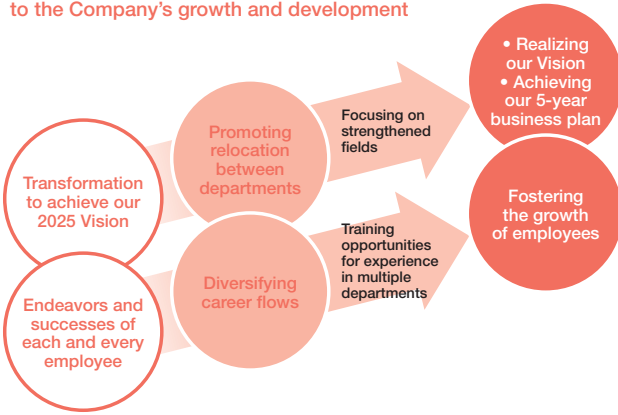 to the Company's growth and development
Transformation
to achieve our
2025 Vision
Endeavors and
successes of
each and every
employee
Promoting
relocation
between
departments
Diversifying
career flows
Focusing on
strengthened
fields
Training
opportunities
for experience
in multiple
departments
• Realizing
our Vision
• Achieving
our 5-year
business plan
Fostering
the growth
of employees